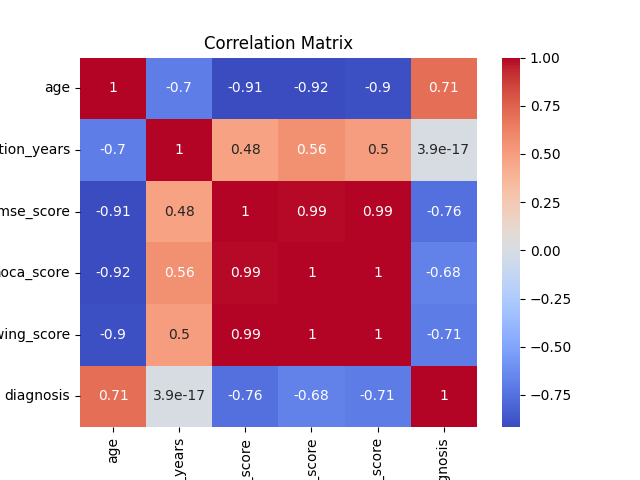 Correlation Matrix
age 1 -0.7 -0.91 -0.92 -0.9 0.71
tion_years -0.7 1 0.48 0.56 0.5 3.9e-17
mse_score -0.91 0.48 1 0.99 0.99 -0.76
oca_score -0.92 0.56 0.99 1 1 -0.68
wing_score -0.9 0.5 0.99 1 1 -0.71
diagnosis 0.71 3.9e-17 -0.76 -0.68 -0.71 1
age _years _score _score _score gnosis
1.00
0.75
0.50
0.25
0.00
−0.25
−0.50
−0.75